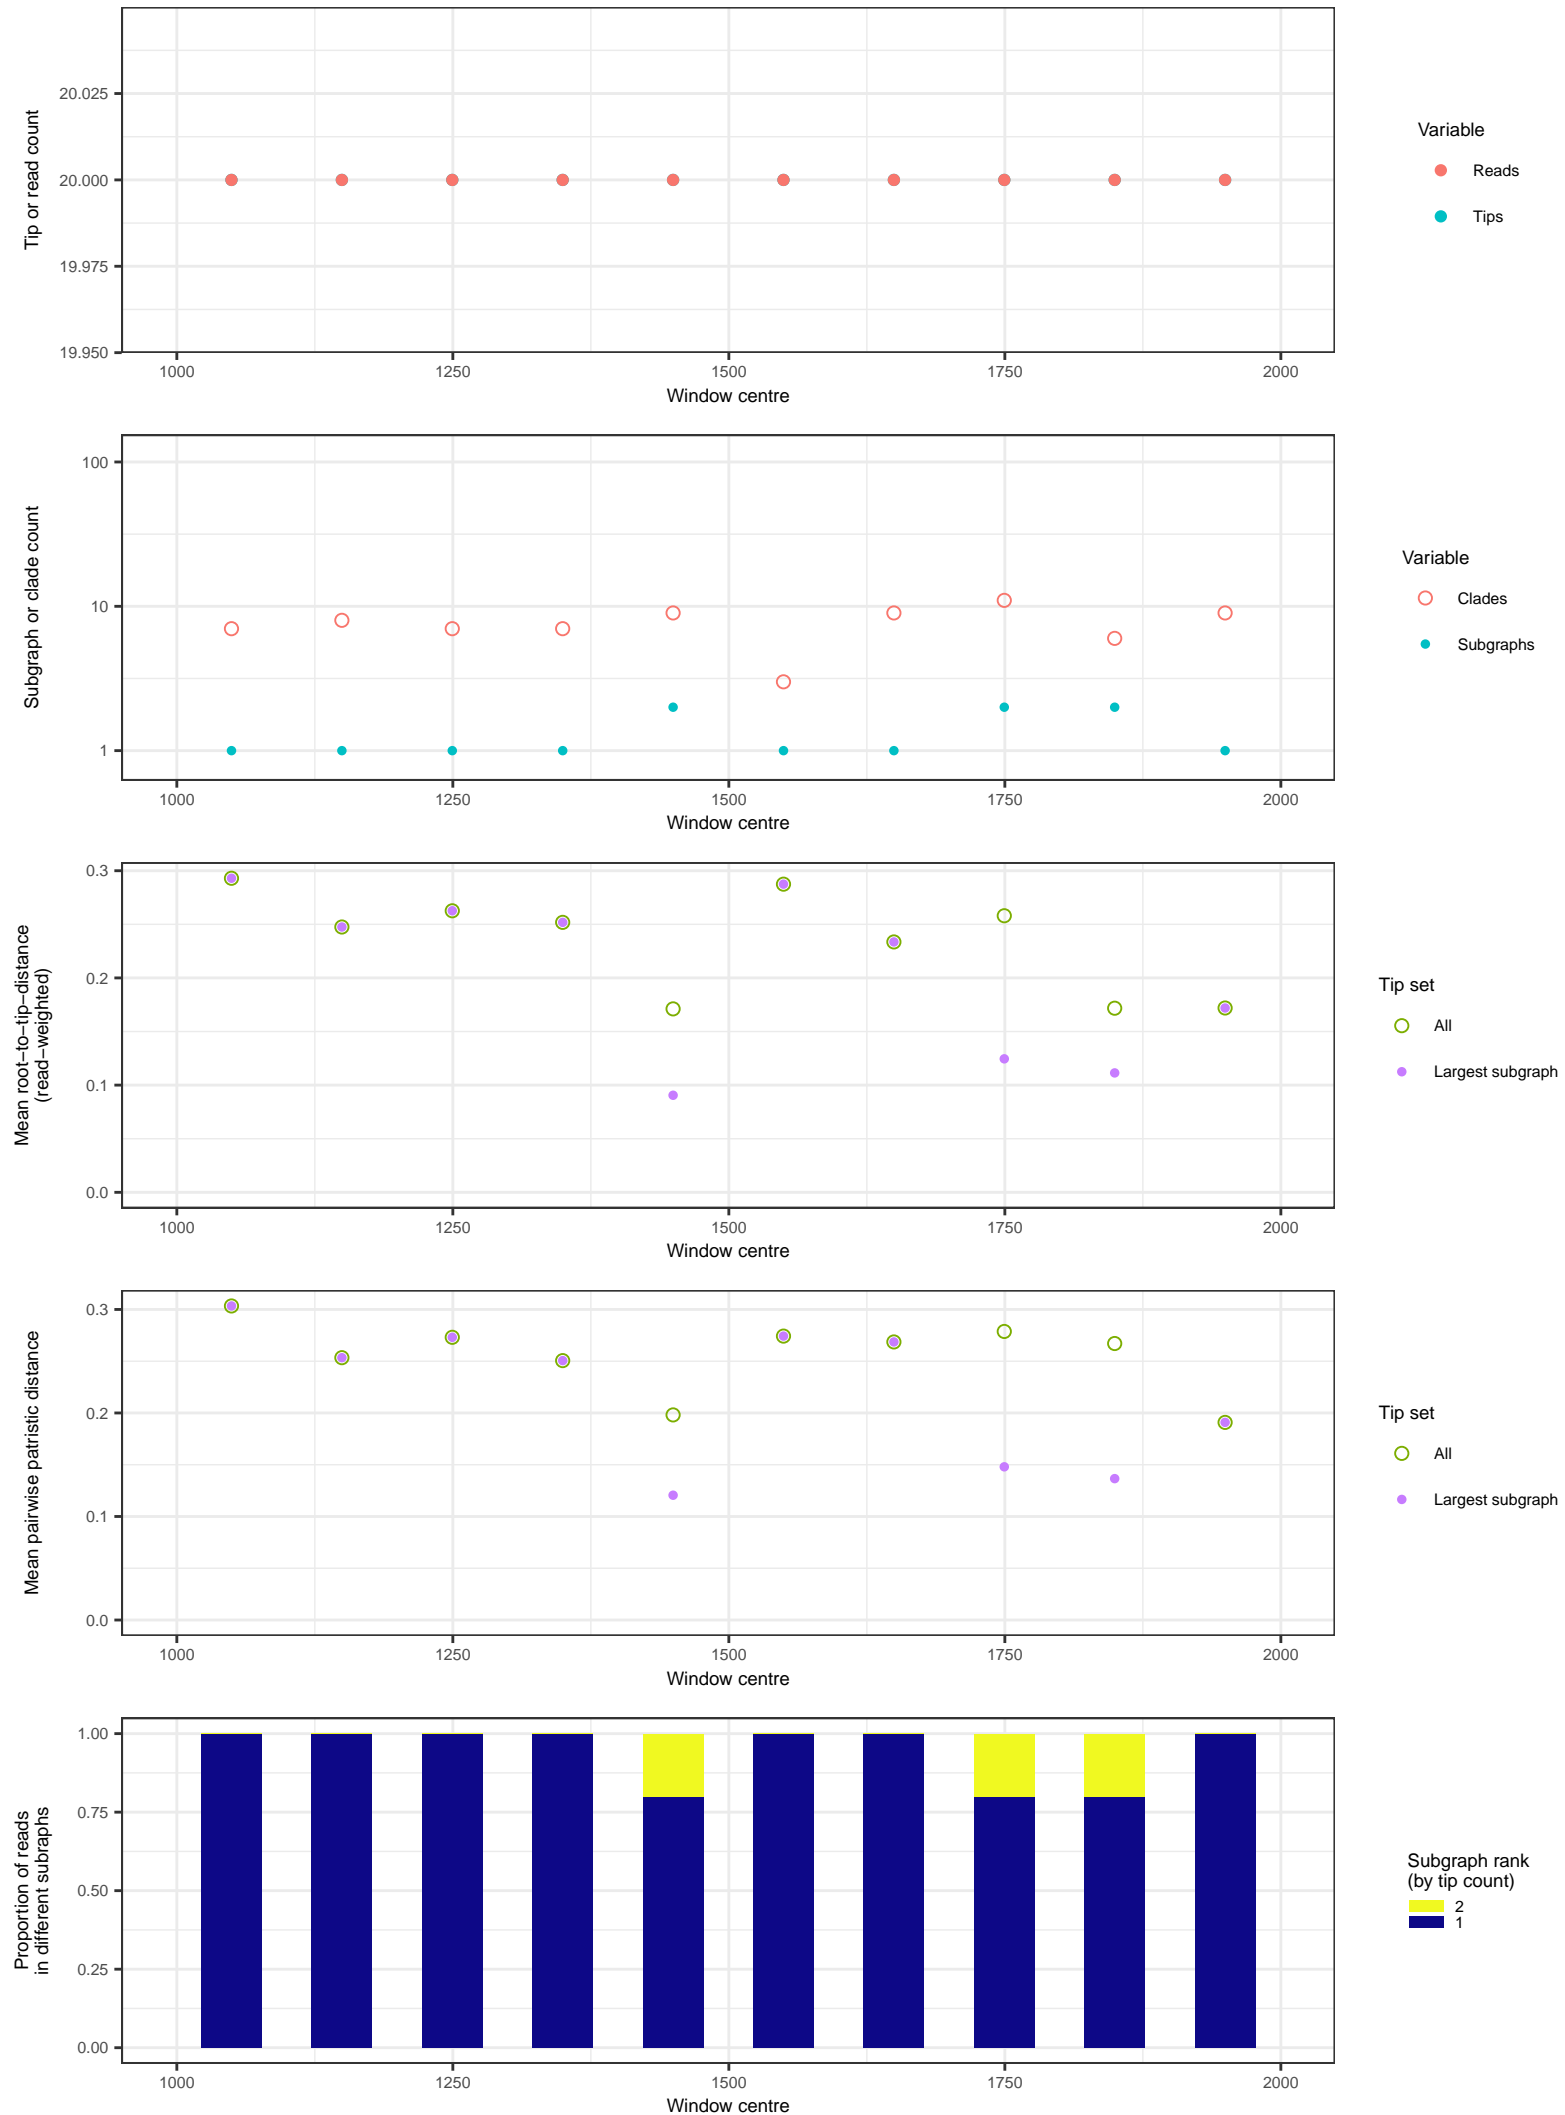 20.025
20.000
19.975
19.950
Tip or read count
1000 1250 1500 1750 2000
Window centre
Variable
Reads
Tips
100
10
1
Subgraph or clade count
1000 1250 1500 1750 2000
Window centre
Variable
Clades
Subgraphs
0.3
0.2
0.1
0.0
Mean root−to−tip−distance
(read−weighted)
1000 1250 1500 1750 2000
Window centre
Tip set
All
Largest subgraph
0.3
0.2
0.1
0.0
Mean pairwise patristic distance
1000 1250 1500 1750 2000
Window centre
Tip set
All
Largest subgraph
1.00
0.75
0.50
0.25
0.00
Proportion of reads
in different subraphs
1000 1250 1500 1750 2000
Window centre
Subgraph rank
(by tip count)
2
1